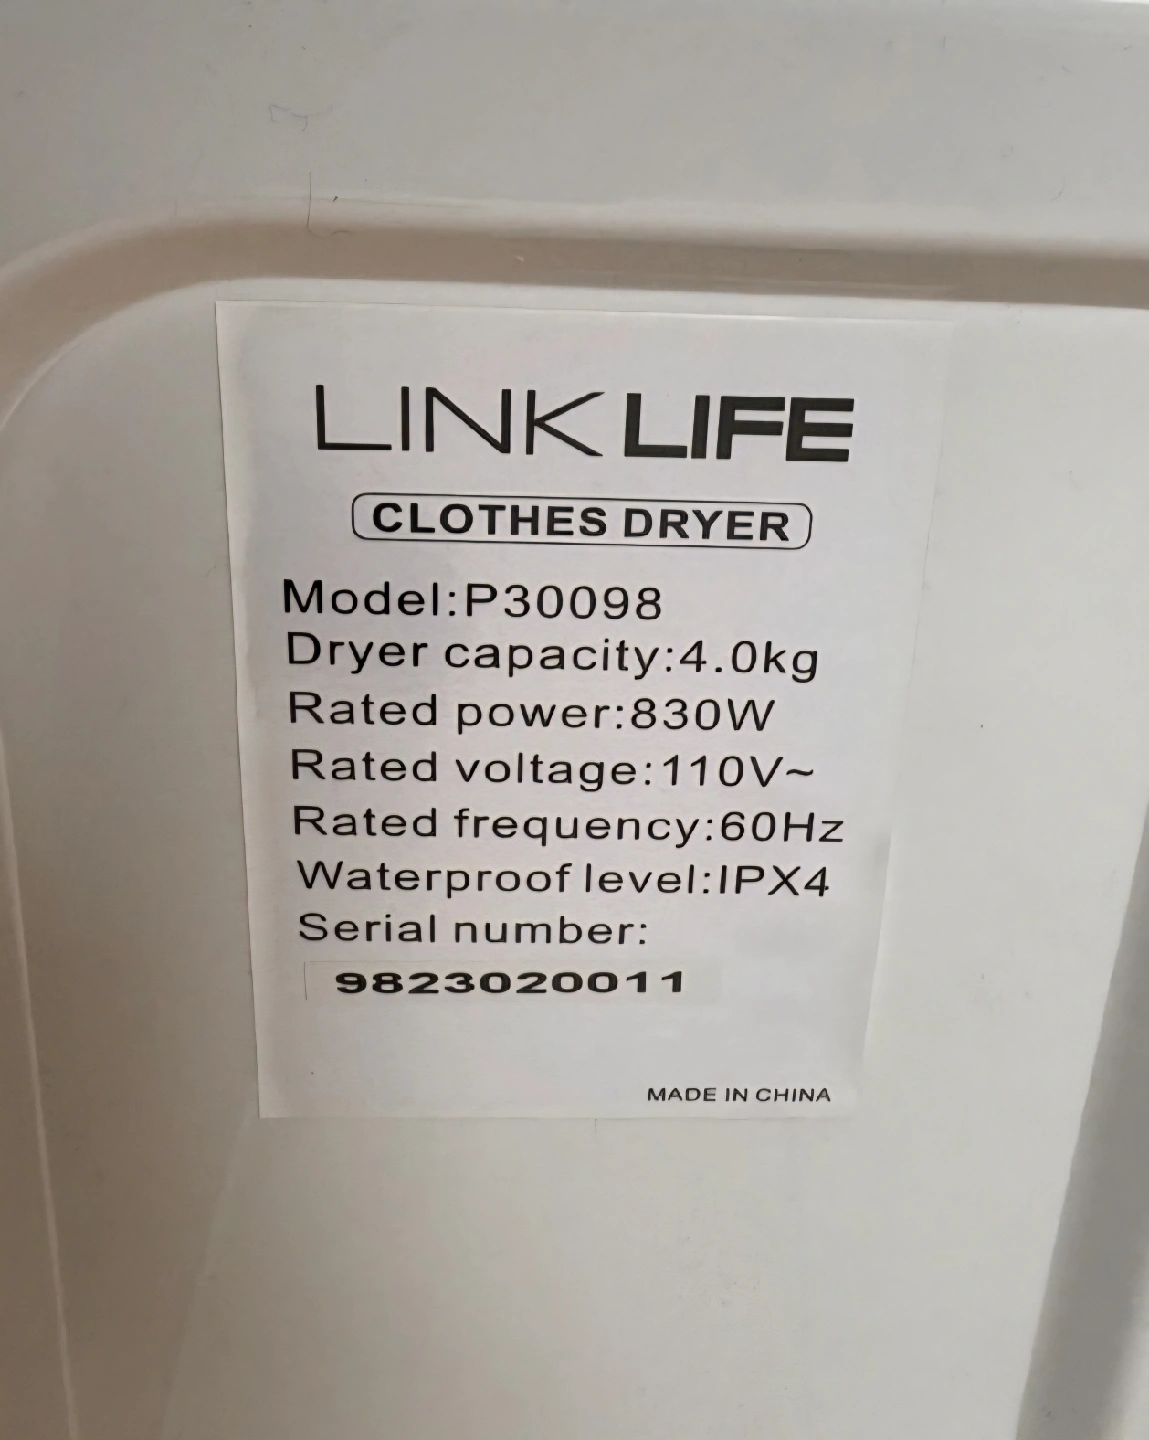 LINK LIFE
CLOTHES DRYER
Model:P30098
Dryer capacity:4.0kg
Rated power:830W
Rated voltage:110V~
Rated frequency:60Hz
Waterproof level:IPX4
Serial number:
9823020011
MADE IN CHINA